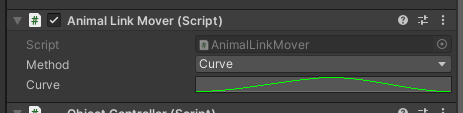 Animal Link Mover (Script)
Script AnimalLinkMover
Method Curve
Curve
Object Controller (Script)